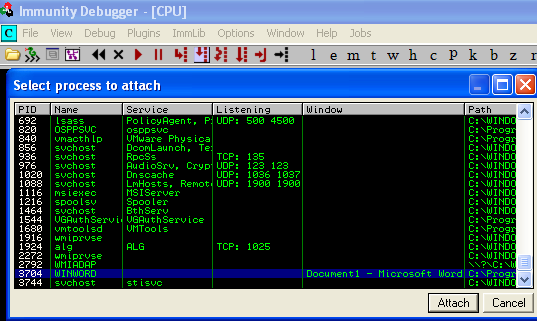 Immunity Debugger - [CPU]
C File View Debug Plugins ImmLib Options Window Help Jobs
l e m t w h c p k b z r
Select process to attach
PID Name Service Listening Window Path
692 lsass PolicyAgent, P UDP: 500 4500 C:\WINDO
820 OSPPSVC osppsvc C:\Progr
840 vmacthlp VMware Physica C:\Progr
856 svchost DcomLaunch, Te C:\WINDO
936 svchost RpcSs TCP: 135 C:\WINDO
976 svchost AudioSrv, Cryp UDP: 123 123 C:\WINDO
1020 svchost Dnscache UDP: 1036 1037 C:\WINDO
1088 svchost LmHosts, Remote UDP: 1900 1900 C:\WINDO
1116 msiexec MSIServer C:\WINDO
1216 spoolsv Spooler C:\WINDO
1464 svchost BthServ C:\WINDO
1544 VGAuthServic VGAuthService C:\Progr
1680 vmtoolsd VMTools C:\Progr
1916 wmiprvse C:\WINDO
1924 alg ALG TCP: 1025 C:\WINDO
2272 wmiprvse C:\WINDO
2792 WMIADAP \\?\C:\W
3704 WINWORD Document1 - Microsoft Word C:\Progr
3744 svchost stisvc C:\WINDO
Attach Cancel